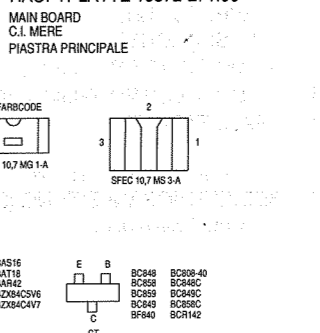 MAIN BOARD
C.I. MERE
PIASTRA PRINCIPALE
FARBCODE
2
3
1
10,7 MG 1-A
SFEC 10,7 MS 3-A
BAS16
BAT18
BAR42
BZX84C5V6
BZX84C4V7
E B
C
BC848 BC808-40
BC858 BC848C
BC859 BC849C
BC849 BC858C
BF840 BCR142